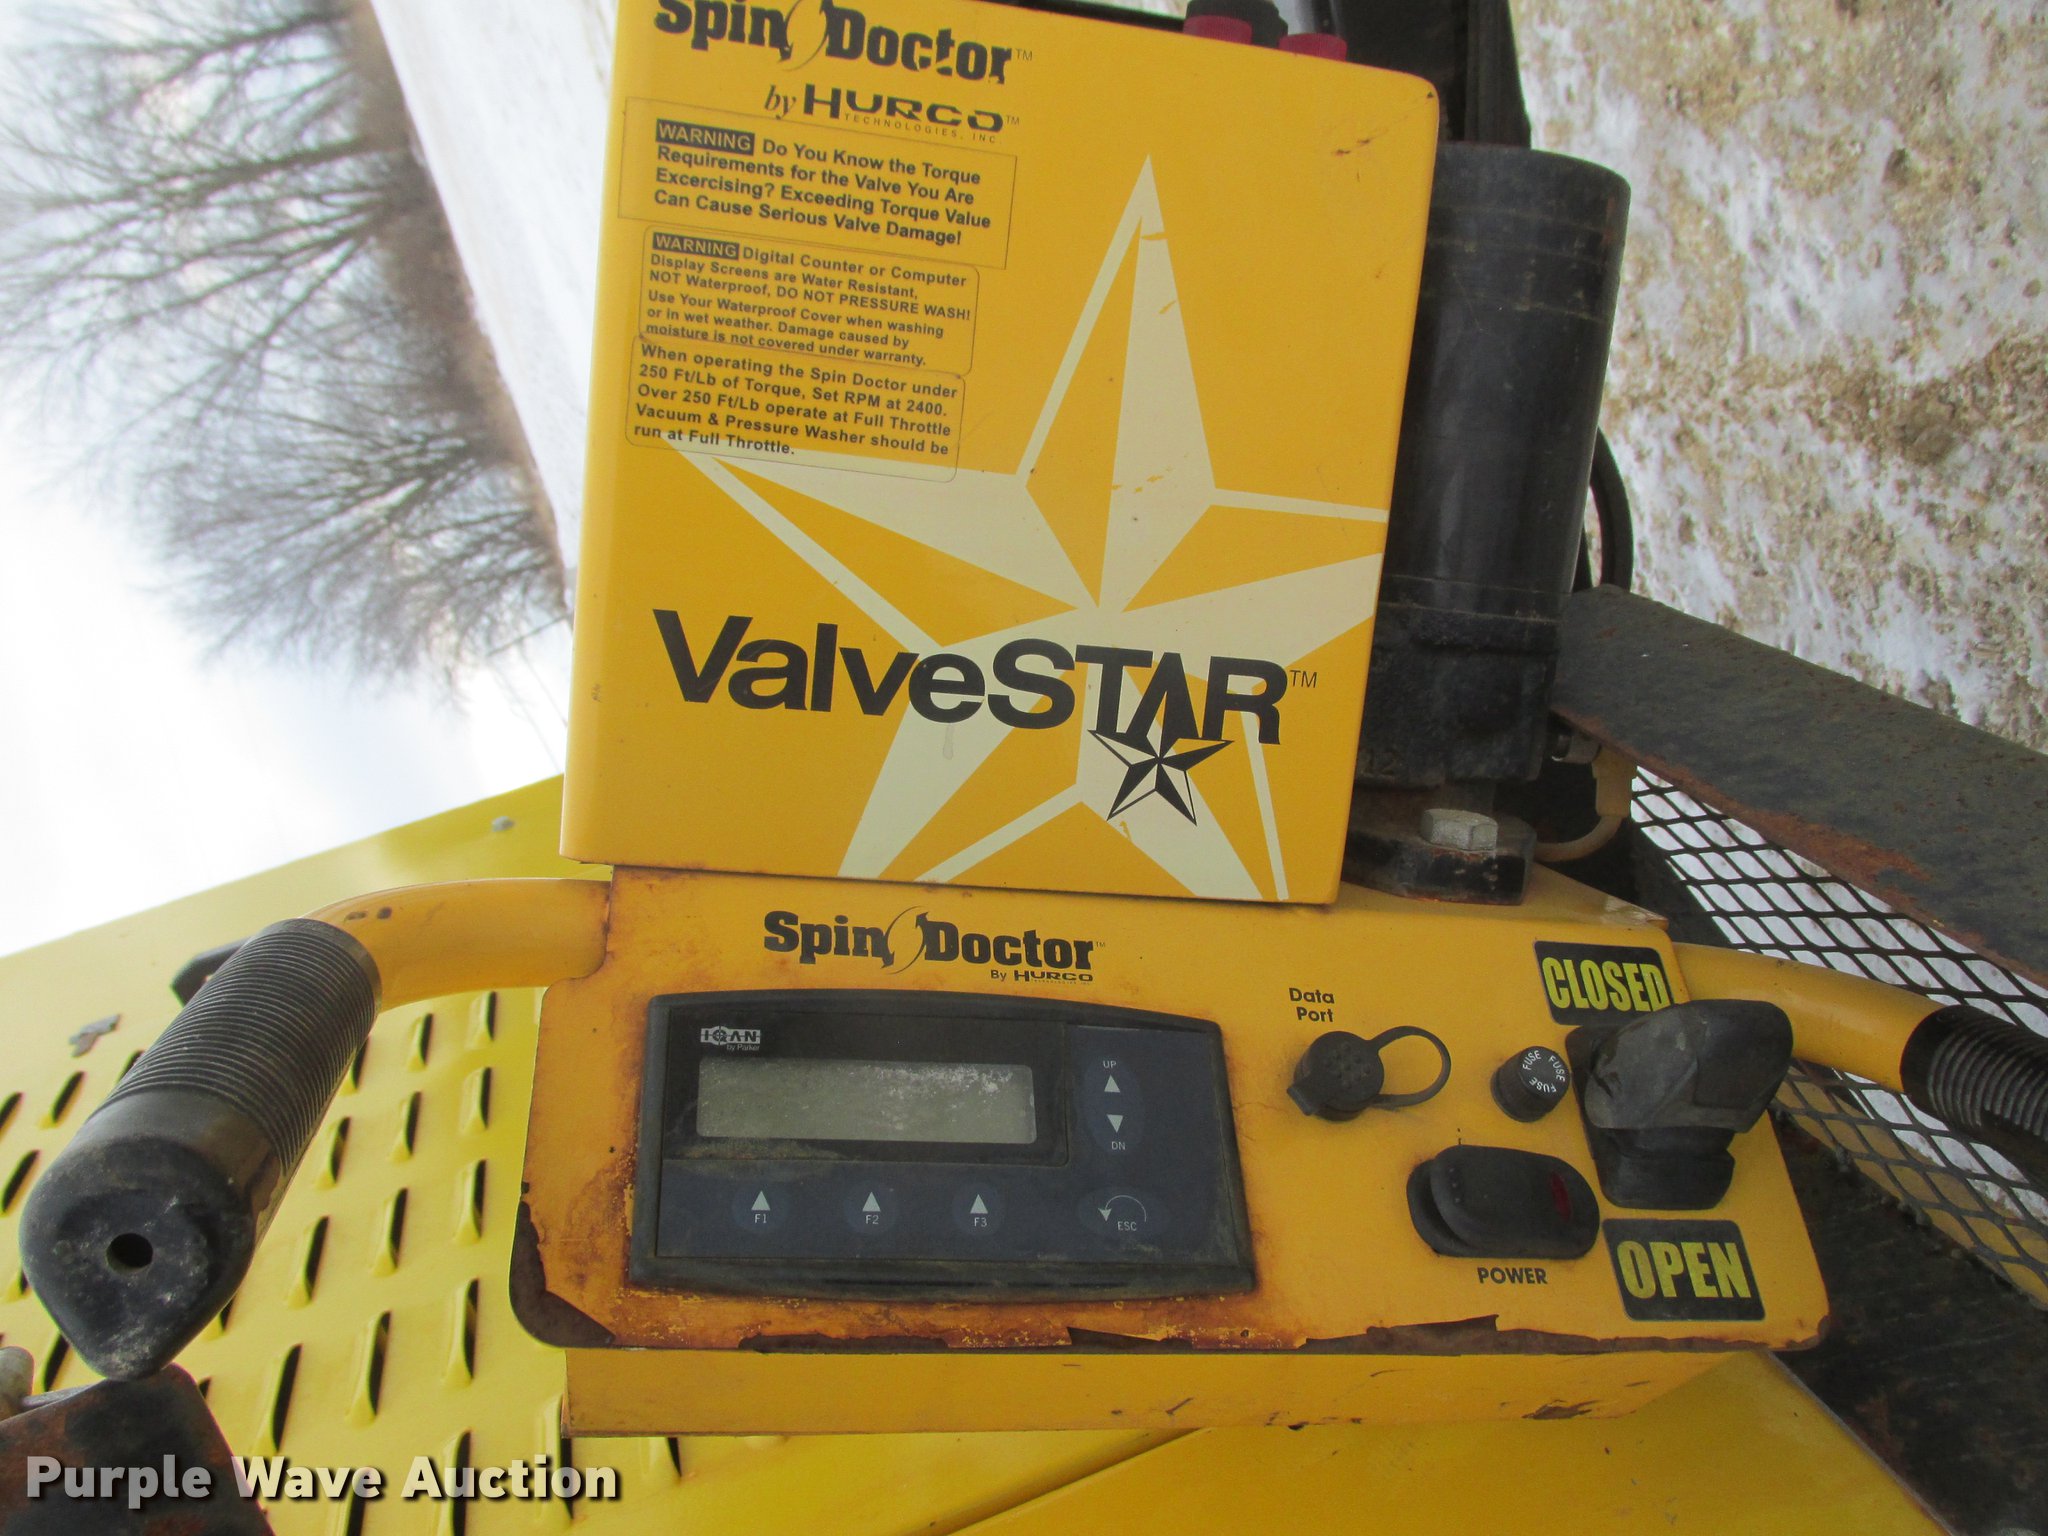 Spin Doctor™
by HURCO™
TECHNOLOGIES, INC
WARNING Do You Know the Torque
Requirements for the Valve You Are
Excercising? Exceeding Torque Value
Can Cause Serious Valve Damage!
WARNING Digital Counter or Computer
Display Screens are Water Resistant,
NOT Waterproof, DO NOT PRESSURE WASH!
Use Your Waterproof Cover when washing
or in wet weather. Damage caused by
moisture is not covered under warranty.
When operating the Spin Doctor under
250 Ft/Lb of Torque, Set RPM at 2400.
Over 250 Ft/Lb operate at Full Throttle
Vacuum & Pressure Washer should be
run at Full Throttle.
ValveSTAR™
Spin Doctor™
By HURCO
IQAN
by Parker
UP
DN
F1
F2
F3
ESC
Data
Port
FUSE FUSE FUSE
CLOSED
POWER
OPEN
Purple Wave Auction